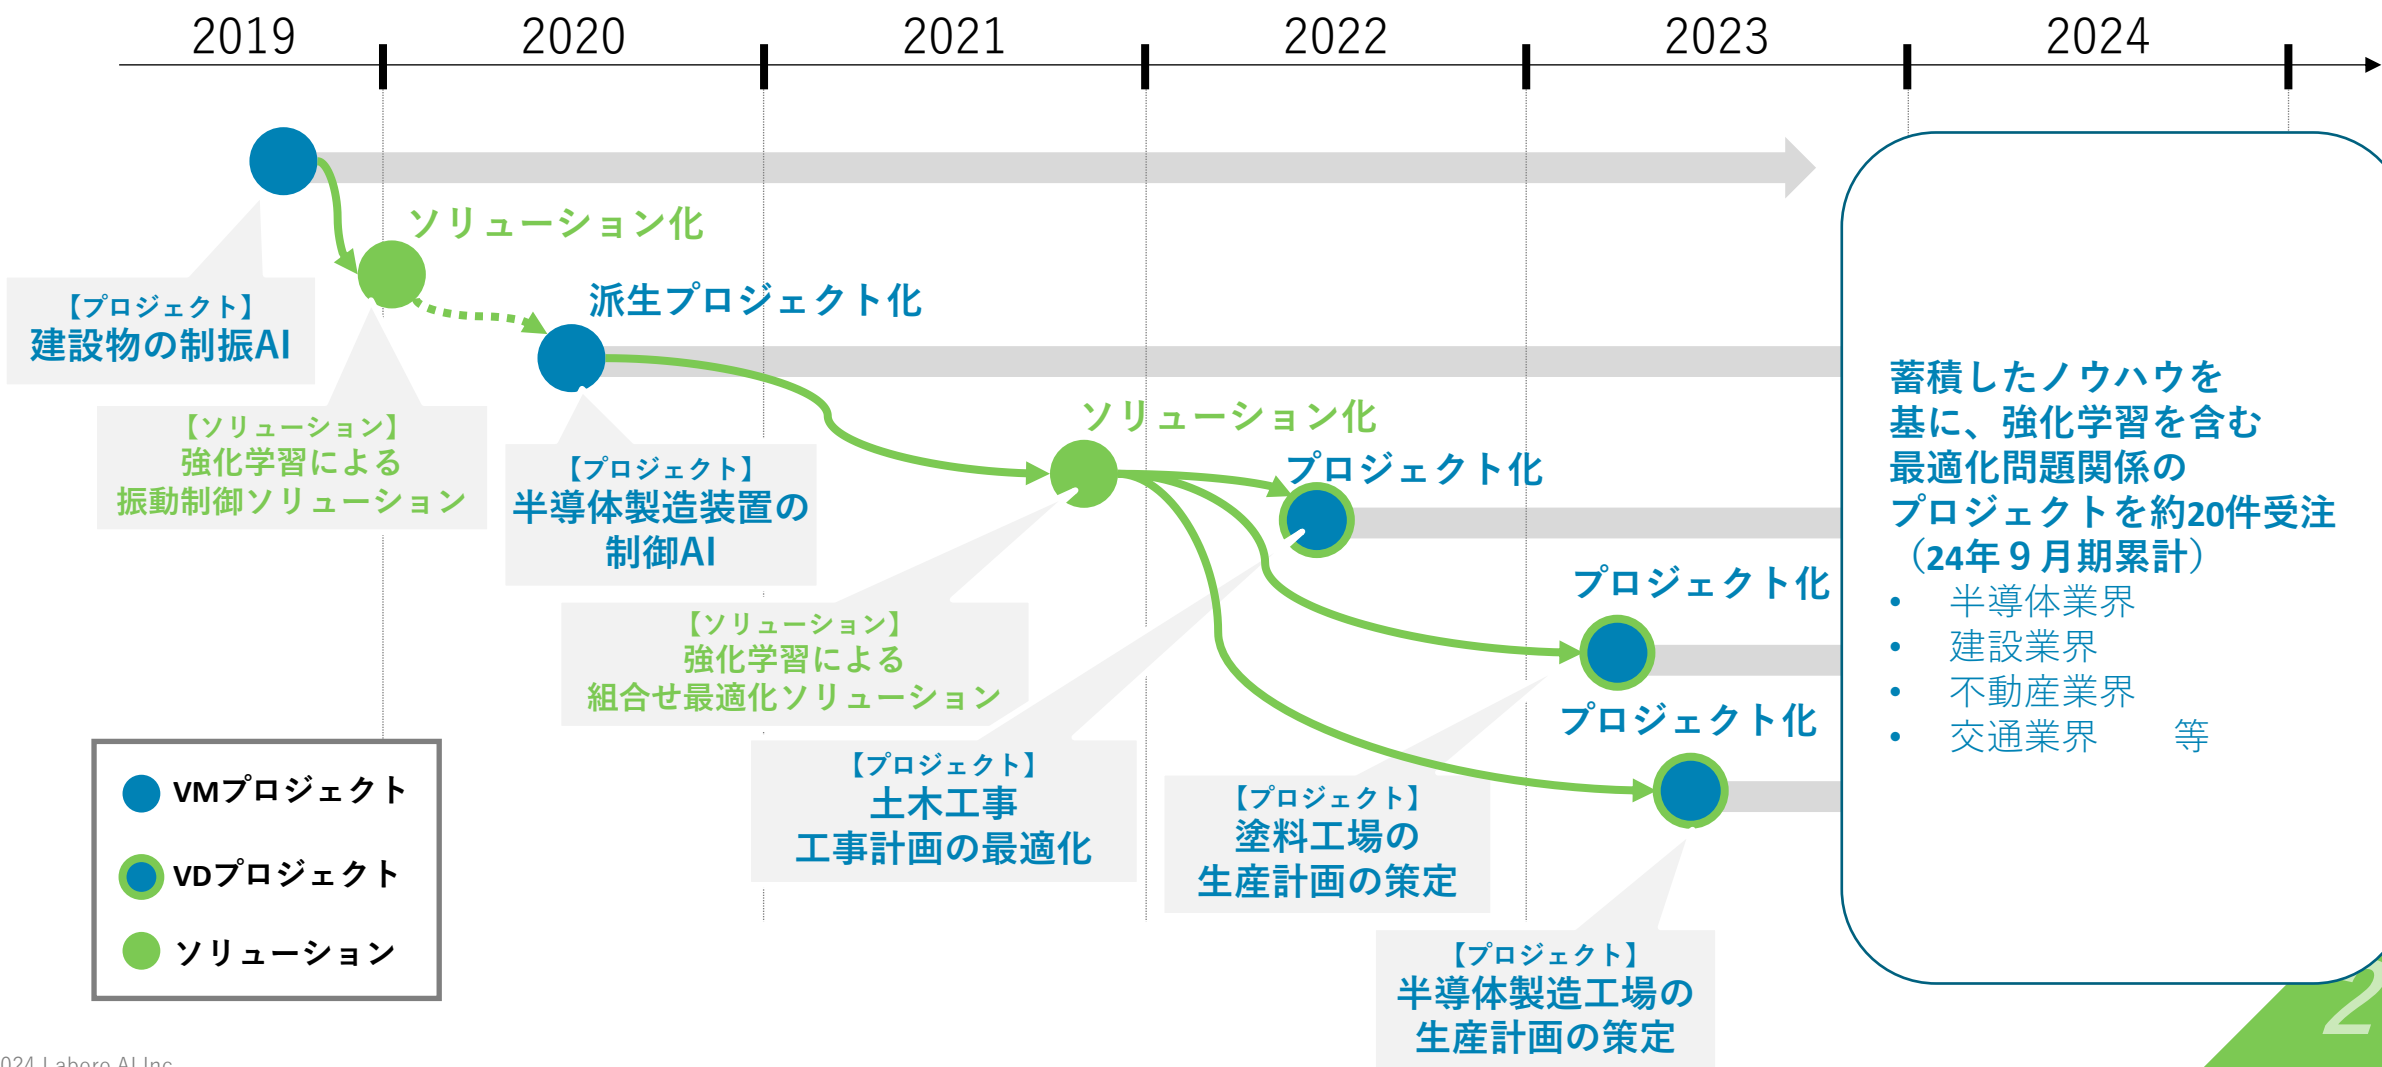 2019
2020
2021
2022
2023
2024
ソリューション化
【プロジェクト】
建設物の制振AI
派生プロジェクト化
【ソリューション】
強化学習による
振動制御ソリューション
【プロジェクト】
半導体製造装置の
制御AI
ソリューション化
プロジェクト化
【ソリューション】
強化学習による
組合せ最適化ソリューション
プロジェクト化
プロジェクト化
【プロジェクト】
土木工事
工事計画の最適化
【プロジェクト】
塗料工場の
生産計画の策定
【プロジェクト】
半導体製造工場の
生産計画の策定
蓄積したノウハウを
基に、強化学習を含む
最適化問題関係の
プロジェクトを約20件受注
（24年９月期累計）
• 半導体業界
• 建設業界
• 不動産業界
• 交通業界　　等
VMプロジェクト
VDプロジェクト
ソリューション
024 Laboro AI Inc.
2